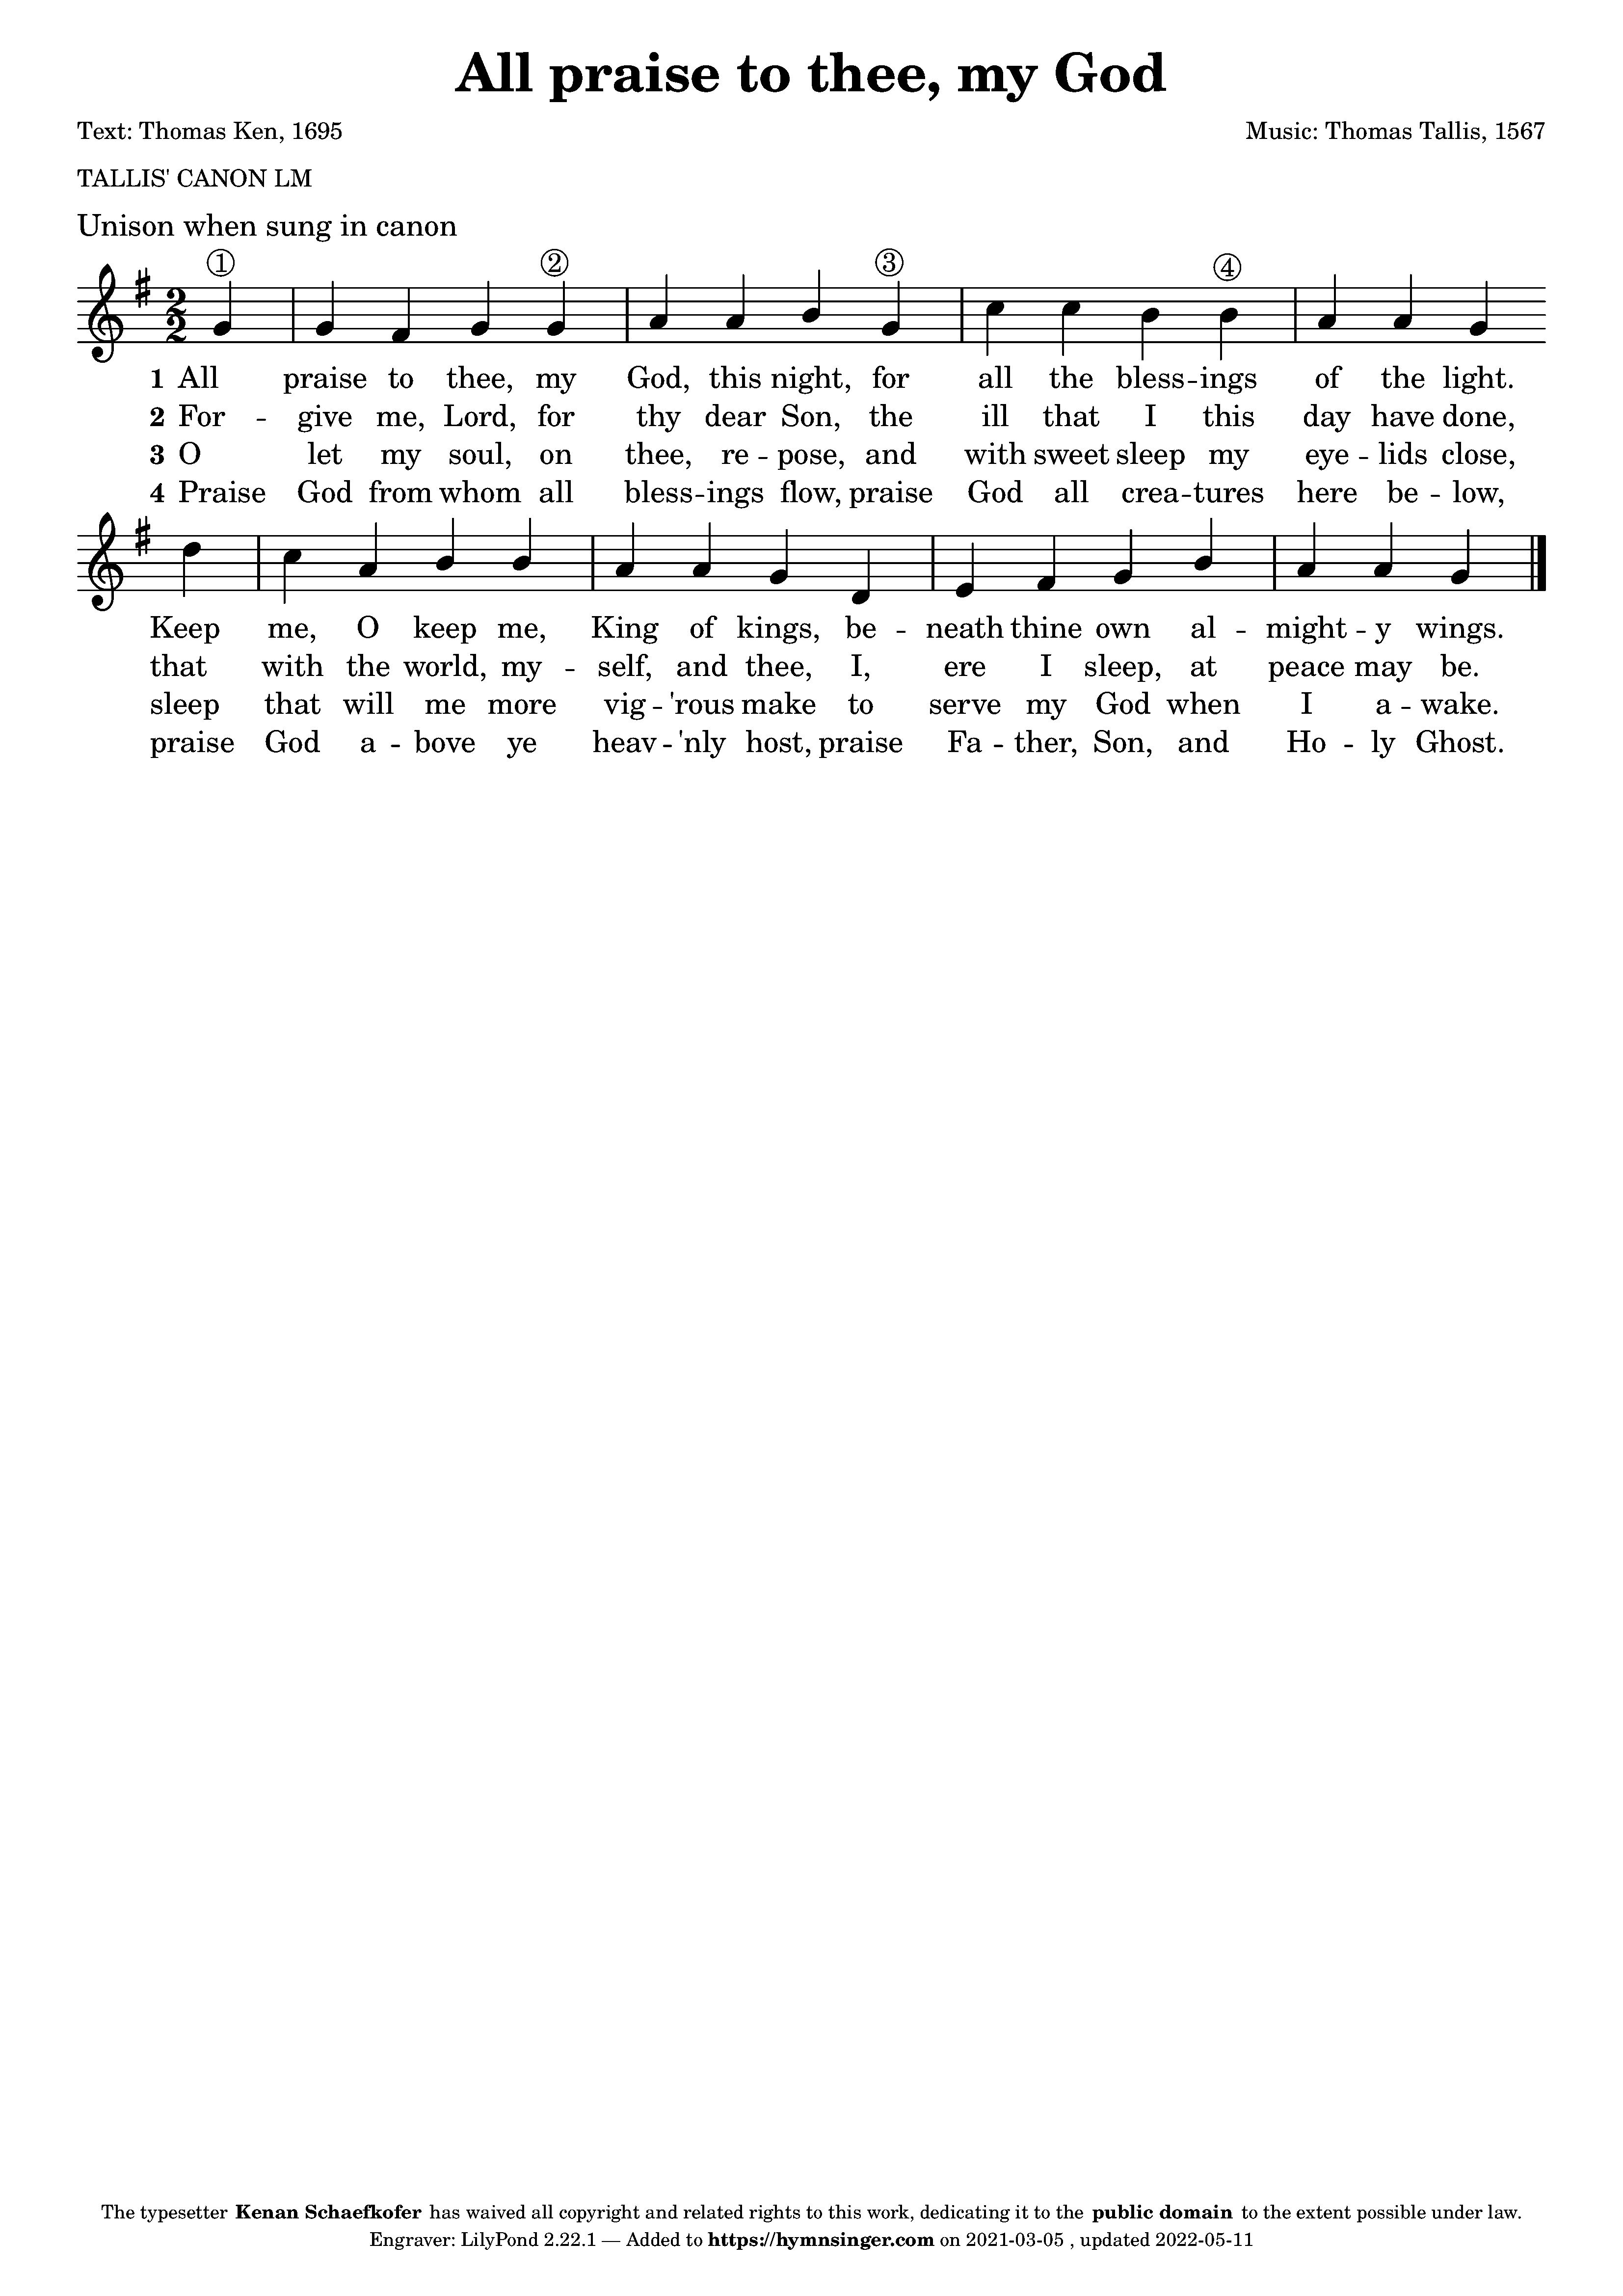 All praise to thee, my God
Text: Thomas Ken, 1695 Music: Thomas Tallis, 1567
TALLIS' CANON LM
Unison when sung in canon
① ② ③ ④
2
2
1 All praise to thee, my God, this night, for all the bless -- ings of the light.
2 For -- give me, Lord, for thy dear Son, the ill that I this day have done,
3 O let my soul, on thee, re -- pose, and with sweet sleep my eye -- lids close,
4 Praise God from whom all bless -- ings flow, praise God all crea -- tures here be -- low,
Keep me, O keep me, King of kings, be -- neath thine own al -- might -- y wings.
that with the world, my -- self, and thee, I, ere I sleep, at peace may be.
sleep that will me more vig -- 'rous make to serve my God when I a -- wake.
praise God a -- bove ye heav -- 'nly host, praise Fa -- ther, Son, and Ho -- ly Ghost.
The typesetter Kenan Schaefkofer has waived all copyright and related rights to this work, dedicating it to the public domain to the extent possible under law.
Engraver: LilyPond 2.22.1 — Added to https://hymnsinger.com on 2021-03-05 , updated 2022-05-11